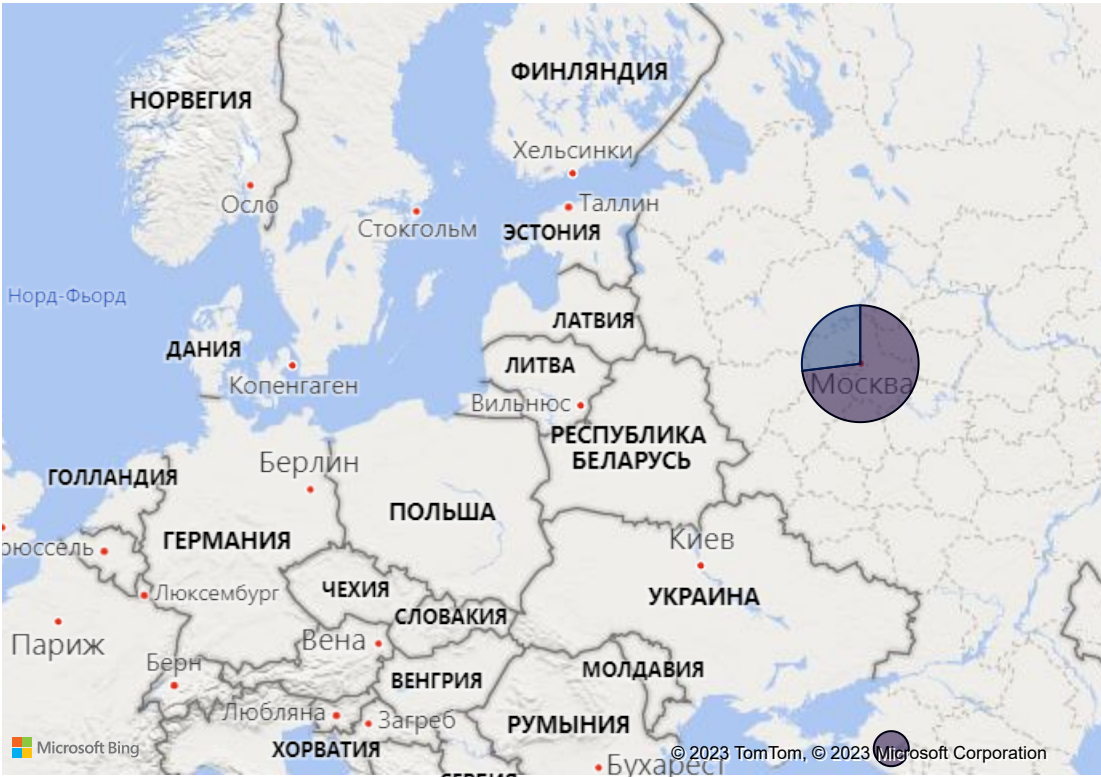 ФИНЛЯНДИЯ
НОРВЕГИЯ
Хельсинки
Осло
Таллин
Стокгольм
ЭСТОНИЯ
Норд-Фьорд
ЛАТВИЯ
ДАНИЯ
ЛИТВА
Копенгаген
Москва
Вильнюс
РЕСПУБЛИКА
БЕЛАРУСЬ
Берлин
ГОЛЛАНДИЯ
ПОЛЬША
ГЕРМАНИЯ
Киев
рюссель
ЧЕХИЯ
Люксембург
УКРАИНА
СЛОВАКИЯ
Париж
Вена
Берн
МОЛДАВИЯ
ВЕНГРИЯ
Любляна
Загреб
РУМЫНИЯ
ХОРВАТИЯ
Microsoft Bing
© 2023 TomTom, © 2023 Microsoft Corporation
Бухарест
СЕРБИЯ